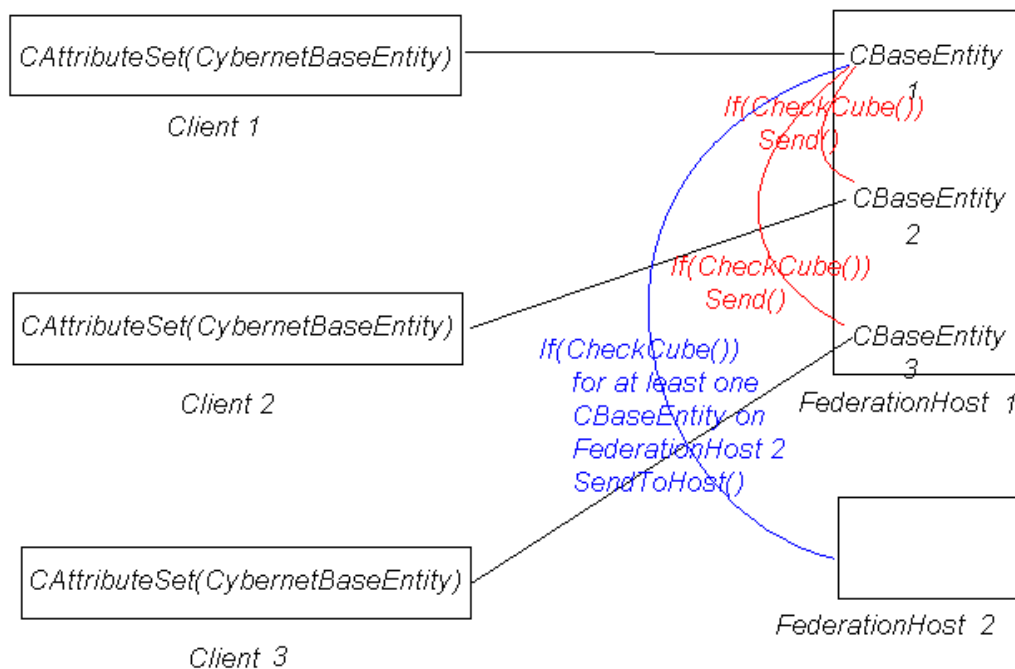 CAttributeSet(CybernetBaseEntity)
Client 1
CBaseEntity
1
If(CheckCube())
Send()
CBaseEntity
2
If(CheckCube())
Send()
CAttributeSet(CybernetBaseEntity)
Client 2
CBaseEntity
3
FederationHost 1
If(CheckCube())
for at least one
CBaseEntity on
FederationHost 2
SendToHost()
CAttributeSet(CybernetBaseEntity)
Client 3
FederationHost 2